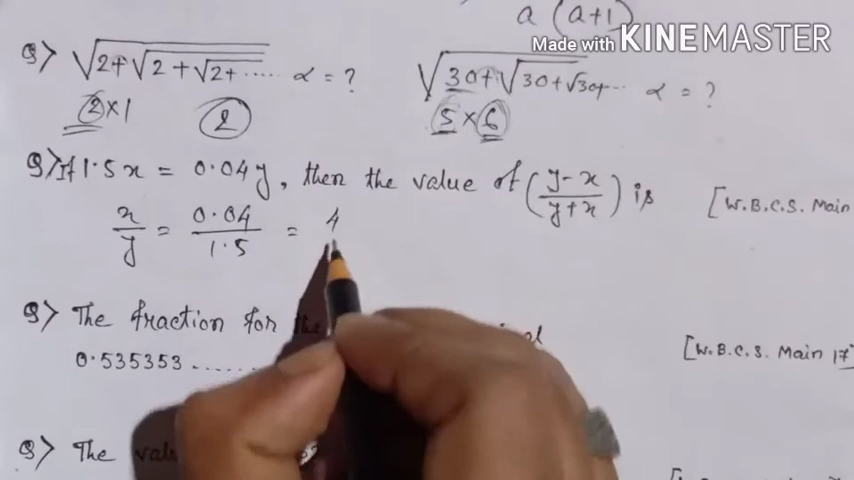 a (a+1)
Made with KINEMASTER
Q> √2+√2+√2+..... α = ?
√30+√30+√30+... α = ?
②×1 ②
5×6
Q> If 1.5x = 0.04y, then the value of (y-x/y+x) is [W.B.C.S. Main
x/y = 0.04/1.5 = 4
Q> The fraction for the
0.535353....... [W.B.C.S. Main 17
Q> The value